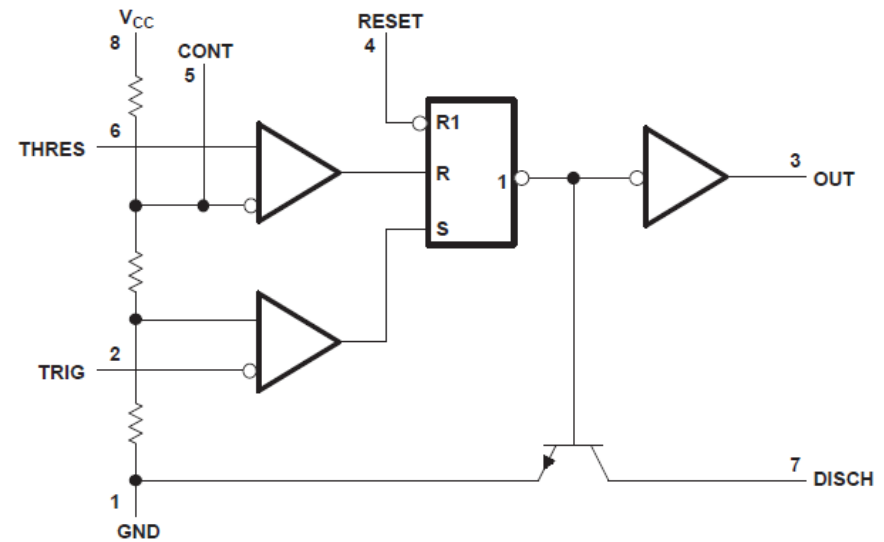 VCC
8
CONT
5
RESET
4
THRES
6
R1
R
1
S
3
OUT
TRIG
2
7
DISCH
1
GND